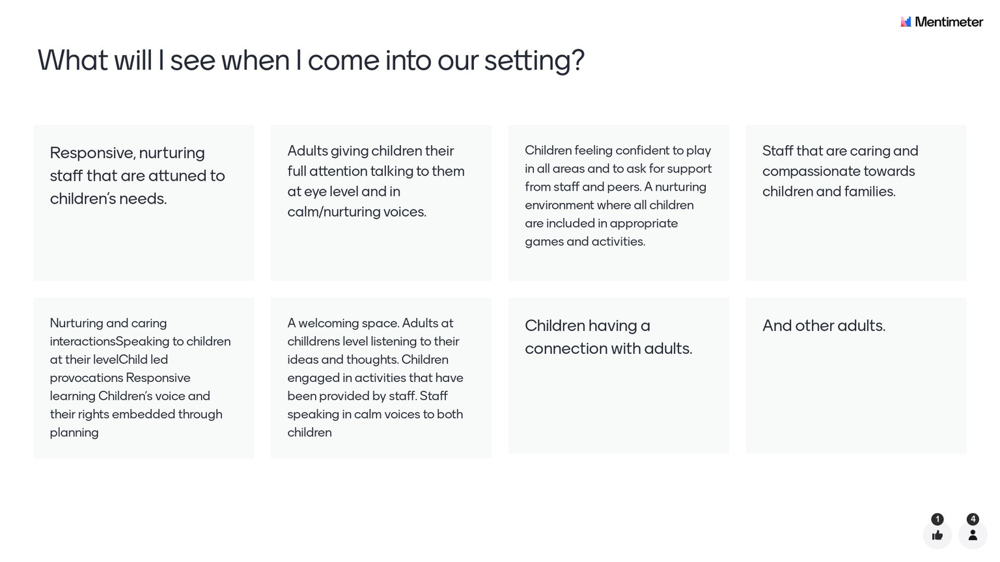 Mentimeter
What will I see when I come into our setting?
Responsive, nurturing
staff that are attuned to
children's needs.
Adults giving children their
full attention talking to them
at eye level and in
calm/nurturing voices.
Children feeling confident to play
in all areas and to ask for support
from staff and peers. A nurturing
environment where all children
are included in appropriate
games and activities.
Staff that are caring and
compassionate towards
children and families.
Nurturing and caring
interactionsSpeaking to children
at their levelChild led
provocations Responsive
learning Children's voice and
their rights embedded through
planning
A welcoming space. Adults at
chilldrens level listening to their
ideas and thoughts. Children
engaged in activities that have
been provided by staff. Staff
speaking in calm voices to both
children
Children having a
connection with adults.
And other adults.
1
4